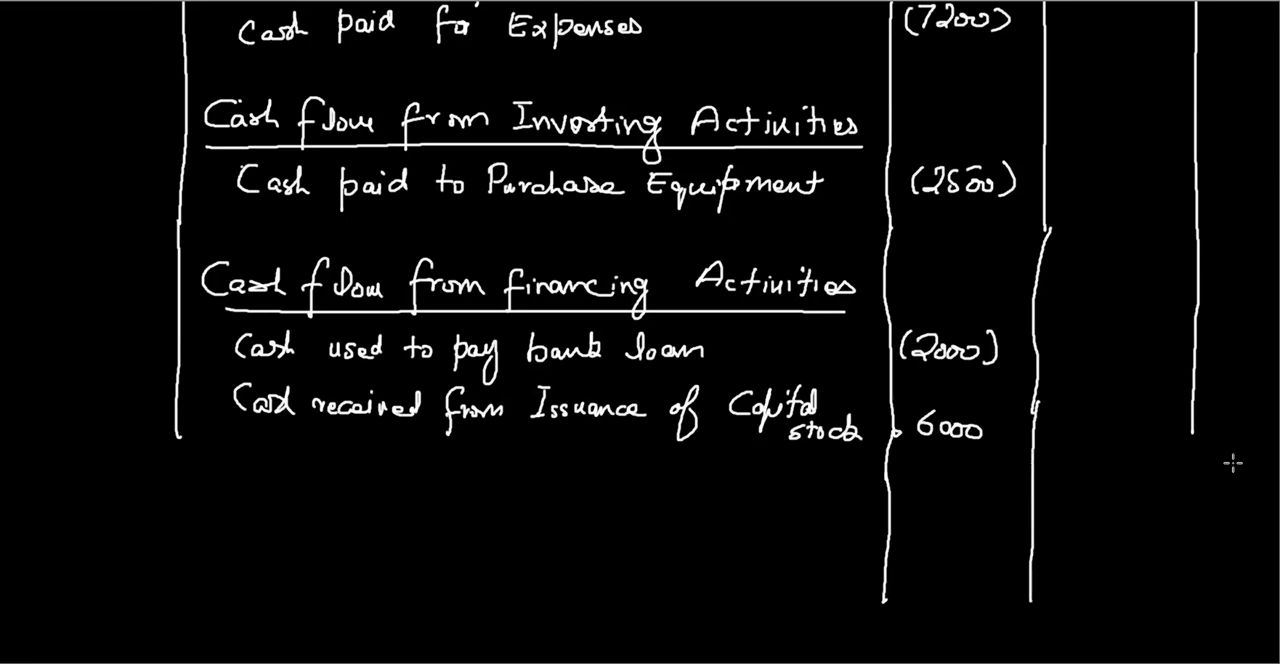 Cash paid for Expenses (7200)
Cash flow from Investing Activities
Cash paid to Purchase Equipment (2500)
Cash flow from financing Activities
Cash used to pay bank loan (2000)
Cash received from Issuance of Capital
stock 6000